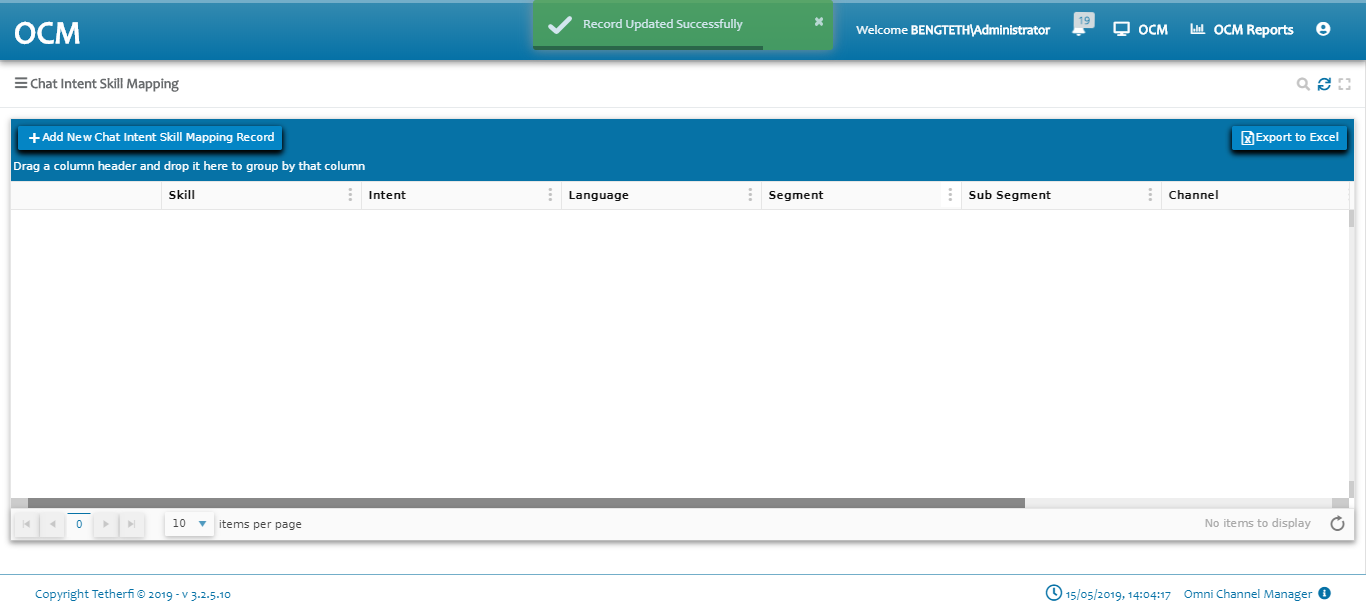 OCM
Record Updated Successfully
Welcome BENGTETH\Administrator
19
OCM
OCM Reports
Chat Intent Skill Mapping
Add New Chat Intent Skill Mapping Record
Export to Excel
Drag a column header and drop it here to group by that column
Skill Intent Language Segment Sub Segment Channel
0 10 items per page No items to display
Copyright Tetherfi © 2019 - v 3.2.5.10 15/05/2019, 14:04:17 Omni Channel Manager